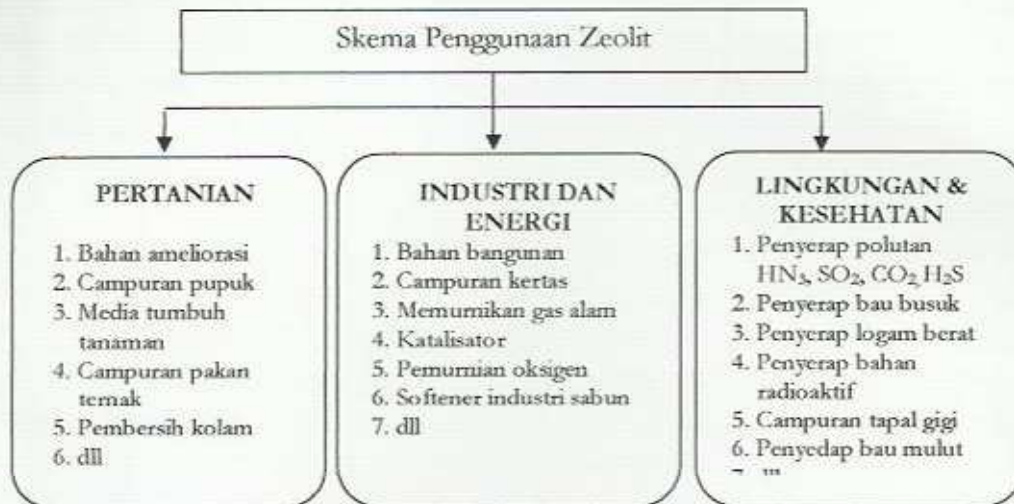 Skema Penggunaan Zeolit
PERTANIAN
1. Bahan ameliorasi
2. Campuran pupuk
3. Media tumbuh
tanaman
4. Campuran pakan
ternak
5. Pembersih kolam
6. dll
INDUSTRI DAN
ENERGI
1. Bahan bangunan
2. Campuran kertas
3. Memurnikan gas alam
4. Katalisator
5. Pemurnian oksigen
6. Softener industri sabun
7. dll
LINGKUNGAN &
KESEHATAN
1. Penyerap polutan
HN₃, SO₂, CO₂, H₂S
2. Penyerap bau busuk
3. Penyerap logam berat
4. Penyerap bahan
radioaktif
5. Campuran tapal gigi
6. Penyedap bau mulut